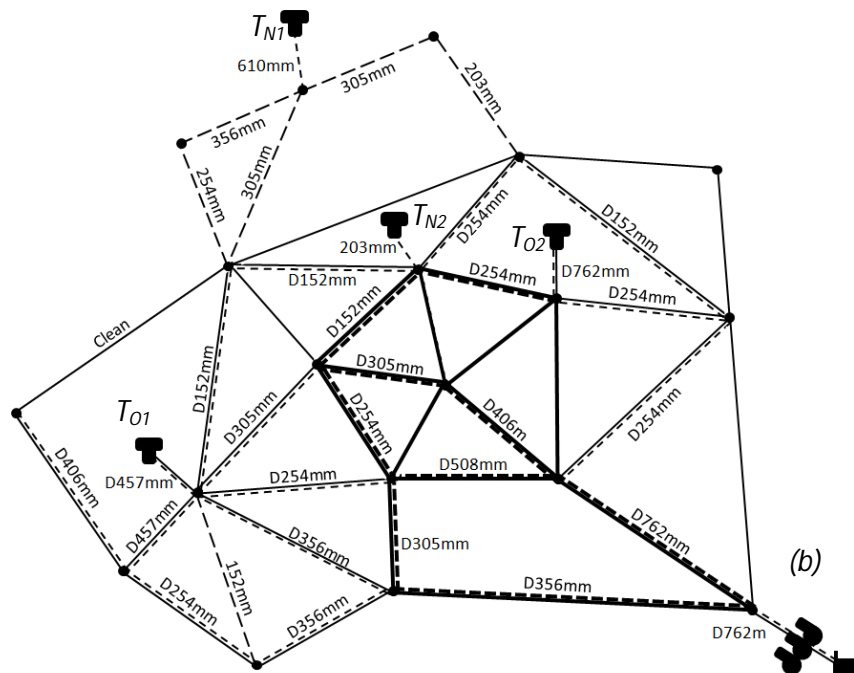 T_N1
610mm
305mm
203mm
356mm
254mm
305mm
T_N2
D254mm
D152mm
T_O2
203mm
D762mm
D152mm
D254mm
D254mm
Clean
D152mm
D152mm
D305mm
D305mm
D254mm
D406m
D254mm
T_O1
D406mm
D457mm
D254mm
D508mm
D457mm
D356mm
D305mm
D762mm
(b)
152mm
D254mm
D356mm
D356mm
D762m